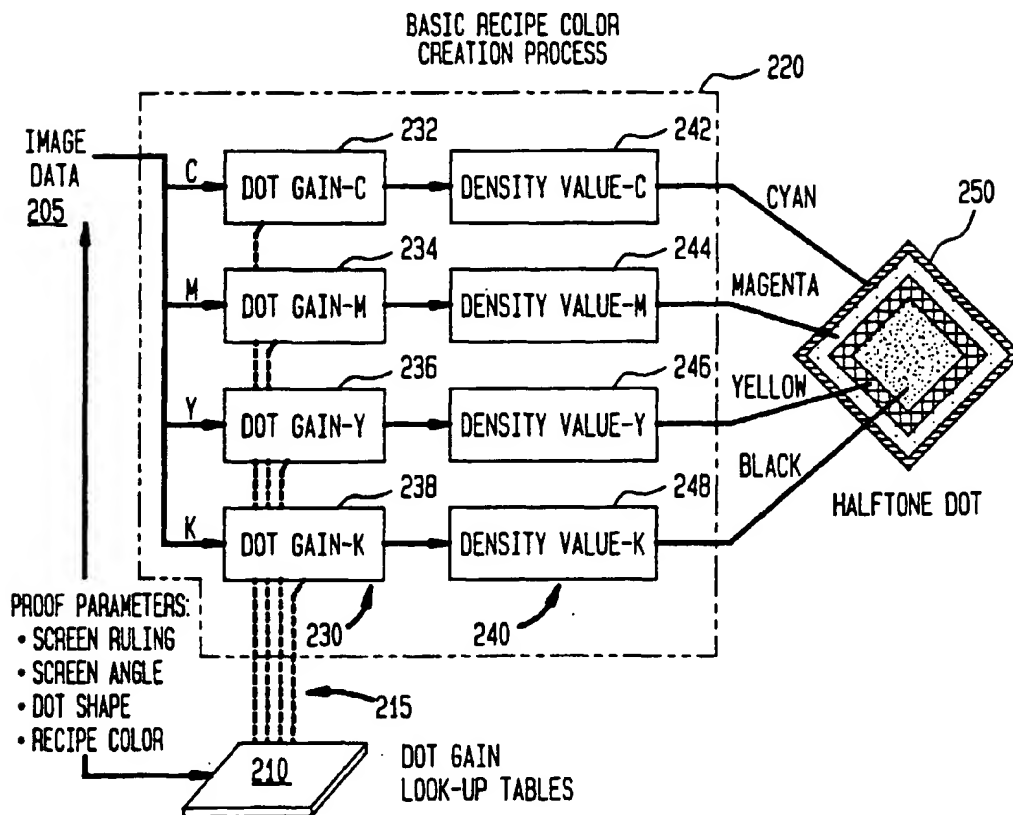 BASIC RECIPE COLOR
CREATION PROCESS
220
IMAGE
DATA
205
C
232
DOT GAIN-C
242
DENSITY VALUE-C
CYAN
250
M
234
DOT GAIN-M
244
DENSITY VALUE-M
MAGENTA
Y
236
DOT GAIN-Y
246
DENSITY VALUE-Y
YELLOW
K
238
DOT GAIN-K
248
DENSITY VALUE-K
BLACK
HALFTONE DOT
230
240
PROOF PARAMETERS:
• SCREEN RULING
• SCREEN ANGLE
• DOT SHAPE
• RECIPE COLOR
215
210
DOT GAIN
LOOK-UP TABLES